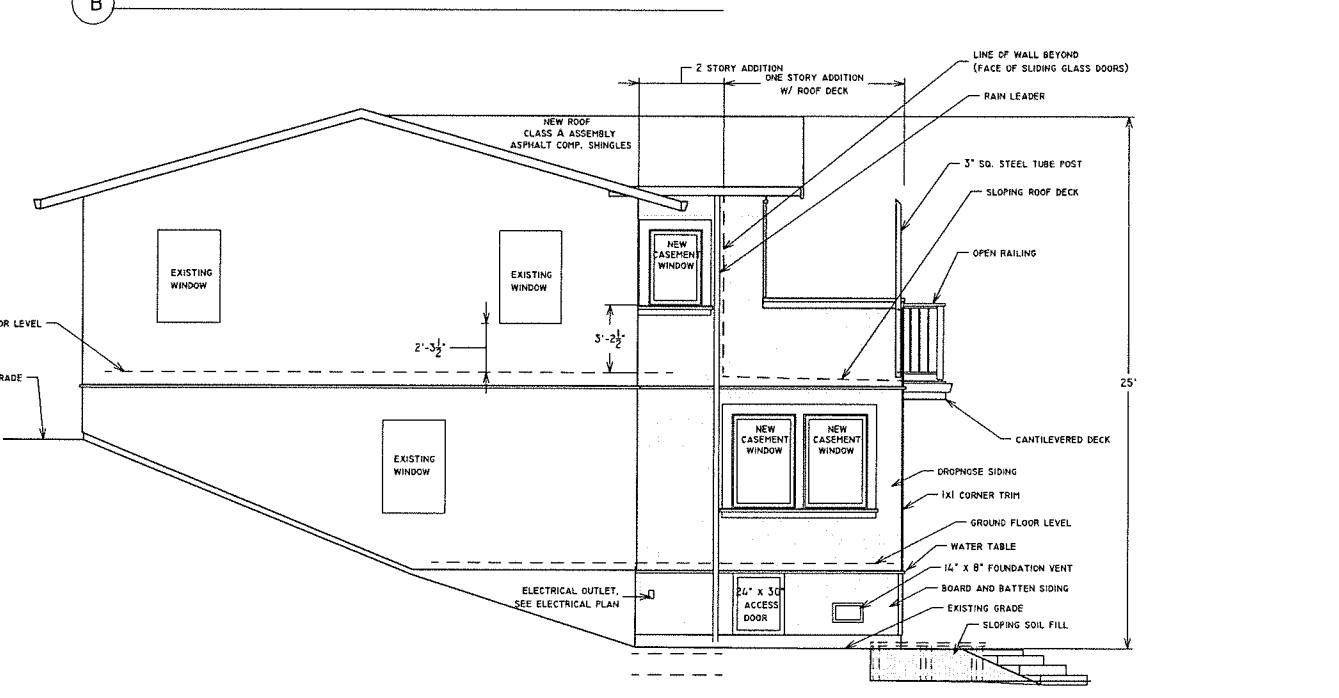 B
2 STORY ADDITION
ONE STORY ADDITION
W/ ROOF DECK
LINE OF WALL BEYOND
(FACE OF SLIDING GLASS DOORS)
RAIN LEADER
NEW ROOF
CLASS A ASSEMBLY
ASPHALT COMP. SHINGLES
3" SQ. STEEL TUBE POST
SLOPING ROOF DECK
OPEN RAILING
EXISTING
WINDOW
EXISTING
WINDOW
NEW
CASEMENT
WINDOW
OR LEVEL
2'-3½"
3'-2½"
RADE
25'
CANTILEVERED DECK
EXISTING
WINDOW
NEW
CASEMENT
WINDOW
NEW
CASEMENT
WINDOW
DROPNOSE SIDING
1X1 CORNER TRIM
GROUND FLOOR LEVEL
WATER TABLE
14" X 8" FOUNDATION VENT
BOARD AND BATTEN SIDING
EXISTING GRADE
SLOPING SOIL FILL
ELECTRICAL OUTLET,
SEE ELECTRICAL PLAN
24" X 30"
ACCESS
DOOR